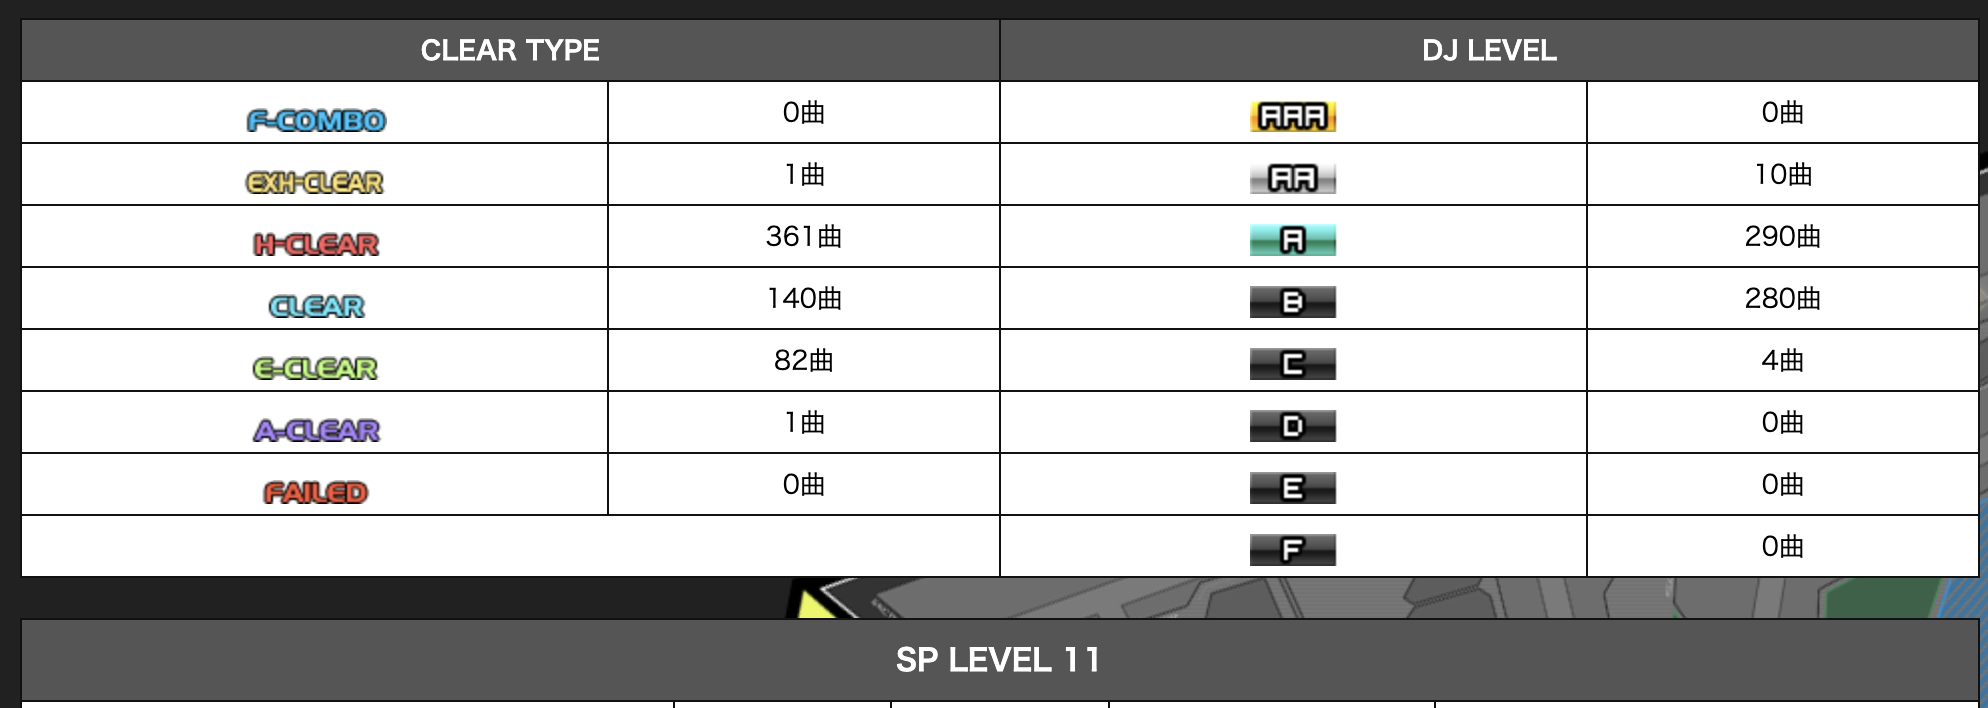 CLEAR TYPE DJ LEVEL
F-COMBO 0曲 AAA 0曲
EXH-CLEAR 1曲 AA 10曲
H-CLEAR 361曲 A 290曲
CLEAR 140曲 B 280曲
E-CLEAR 82曲 C 4曲
A-CLEAR 1曲 D 0曲
FAILED 0曲 E 0曲
F 0曲
SP LEVEL 11